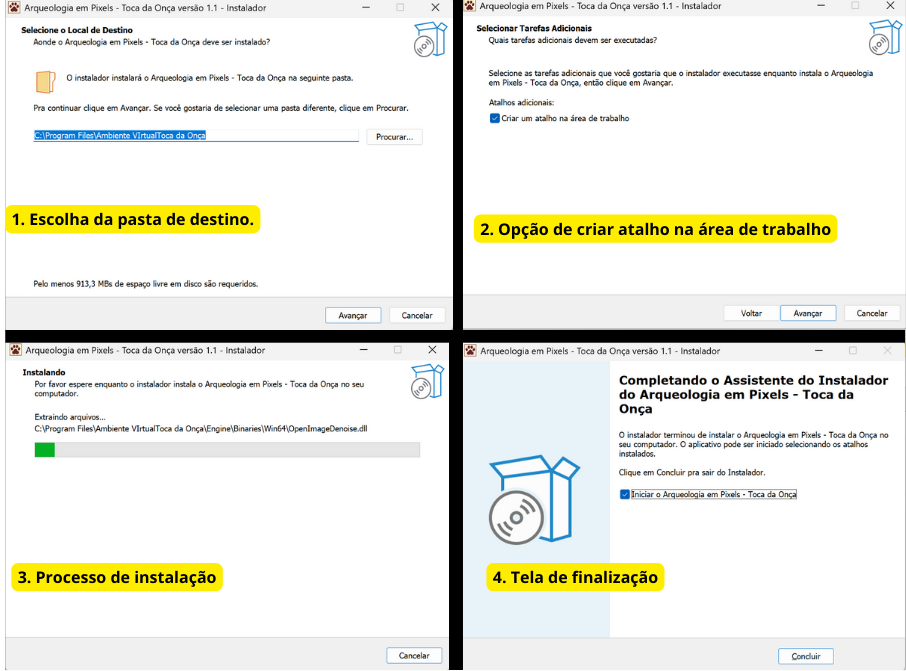 Arqueologia em Pixels - Toca da Onça versão 1.1 - Instalador
Selecione o Local de Destino
Aonde o Arqueologia em Pixels - Toca da Onça deve ser instalado?
O instalador instalará o Arqueologia em Pixels - Toca da Onça na seguinte pasta.
Pra continuar clique em Avançar. Se você gostaria de selecionar uma pasta diferente, clique em Procurar.
C:\Program Files\Ambiente VIrtualToca da Onça
Procurar...
1. Escolha da pasta de destino.
Pelo menos 913,3 MBs de espaço livre em disco são requeridos.
Avançar
Cancelar
Arqueologia em Pixels - Toca da Onça versão 1.1 - Instalador
Selecionar Tarefas Adicionais
Quais tarefas adicionais devem ser executadas?
Selecione as tarefas adicionais que você gostaria que o instalador executasse enquanto instala o Arqueologia
em Pixels - Toca da Onça, então clique em Avançar.
Atalhos adicionais:
Criar um atalho na área de trabalho
2. Opção de criar atalho na área de trabalho
Voltar
Avançar
Cancelar
Arqueologia em Pixels - Toca da Onça versão 1.1 - Instalador
Instalando
Por favor espere enquanto o instalador instala o Arqueologia em Pixels - Toca da Onça no seu
computador.
Extraindo arquivos...
C:\Program Files\Ambiente VIrtualToca da Onça\Engine\Binaries\Win64\OpenImageDenoise.dll
3. Processo de instalação
Cancelar
Arqueologia em Pixels - Toca da Onça versão 1.1 - Instalador
Completando o Assistente do Instalador
do Arqueologia em Pixels - Toca da
Onça
O instalador terminou de instalar o Arqueologia em Pixels - Toca da Onça no
seu computador. O aplicativo pode ser iniciado selecionando os atalhos
instalados.
Clique em Concluir pra sair do Instalador.
Iniciar o Arqueologia em Pixels - Toca da Onça
4. Tela de finalização
Concluir